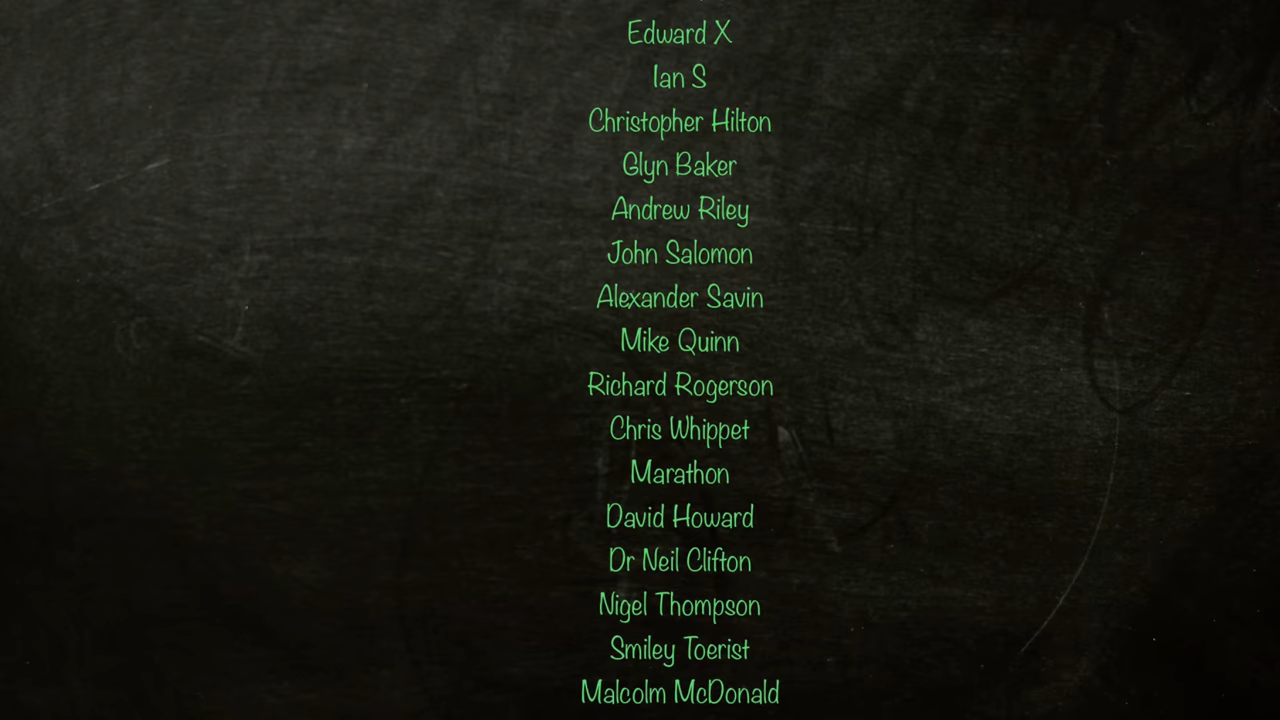 Edward X
Ian S
Christopher Hilton
Glyn Baker
Andrew Riley
John Salomon
Alexander Savin
Mike Quinn
Richard Rogerson
Chris Whippet
Marathon
David Howard
Dr Neil Clifton
Nigel Thompson
Smiley Toerist
Malcolm McDonald